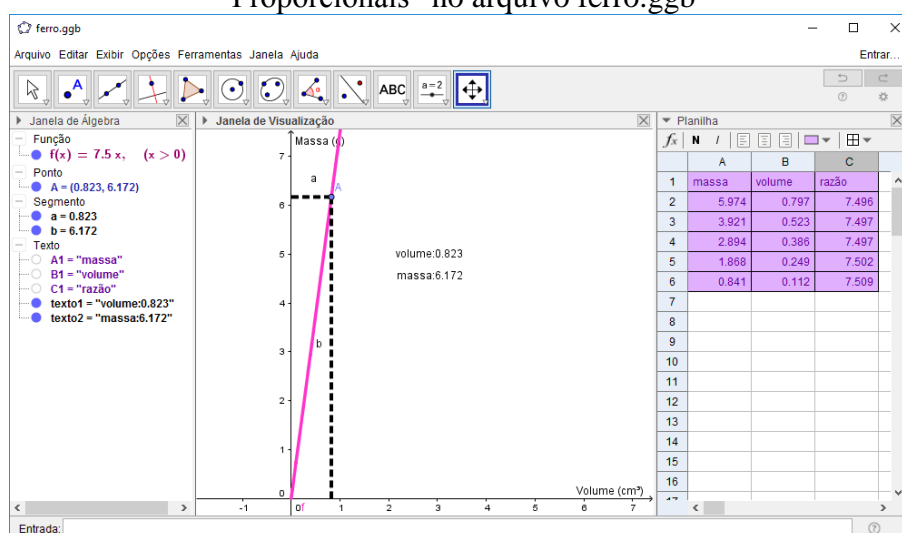 Proporcionais" no arquivo ferro.ggb
ferro.ggb
Arquivo Editar Exibir Opções Ferramentas Janela Ajuda
Entrar...
A
ABC
a=2
Janela de Álgebra
Função
f(x) = 7.5 x, (x > 0)
Ponto
A = (0.823, 6.172)
Segmento
a = 0.823
b = 6.172
Texto
A1 = "massa"
B1 = "volume"
C1 = "razão"
texto1 = "volume:0.823"
texto2 = "massa:6.172"
Janela de Visualização
Massa (g)
7
a
A
6
5
volume:0.823
massa:6.172
4
b
3
2
1
0
Volume (cm³)
-1 0 f 1 2 3 4 5 6 7
Planilha
fx N I
A B C
1 massa volume razão
2 5.974 0.797 7.496
3 3.921 0.523 7.497
4 2.894 0.386 7.497
5 1.868 0.249 7.502
6 0.841 0.112 7.509
7
8
9
10
11
12
13
14
15
16
17
Entrada: